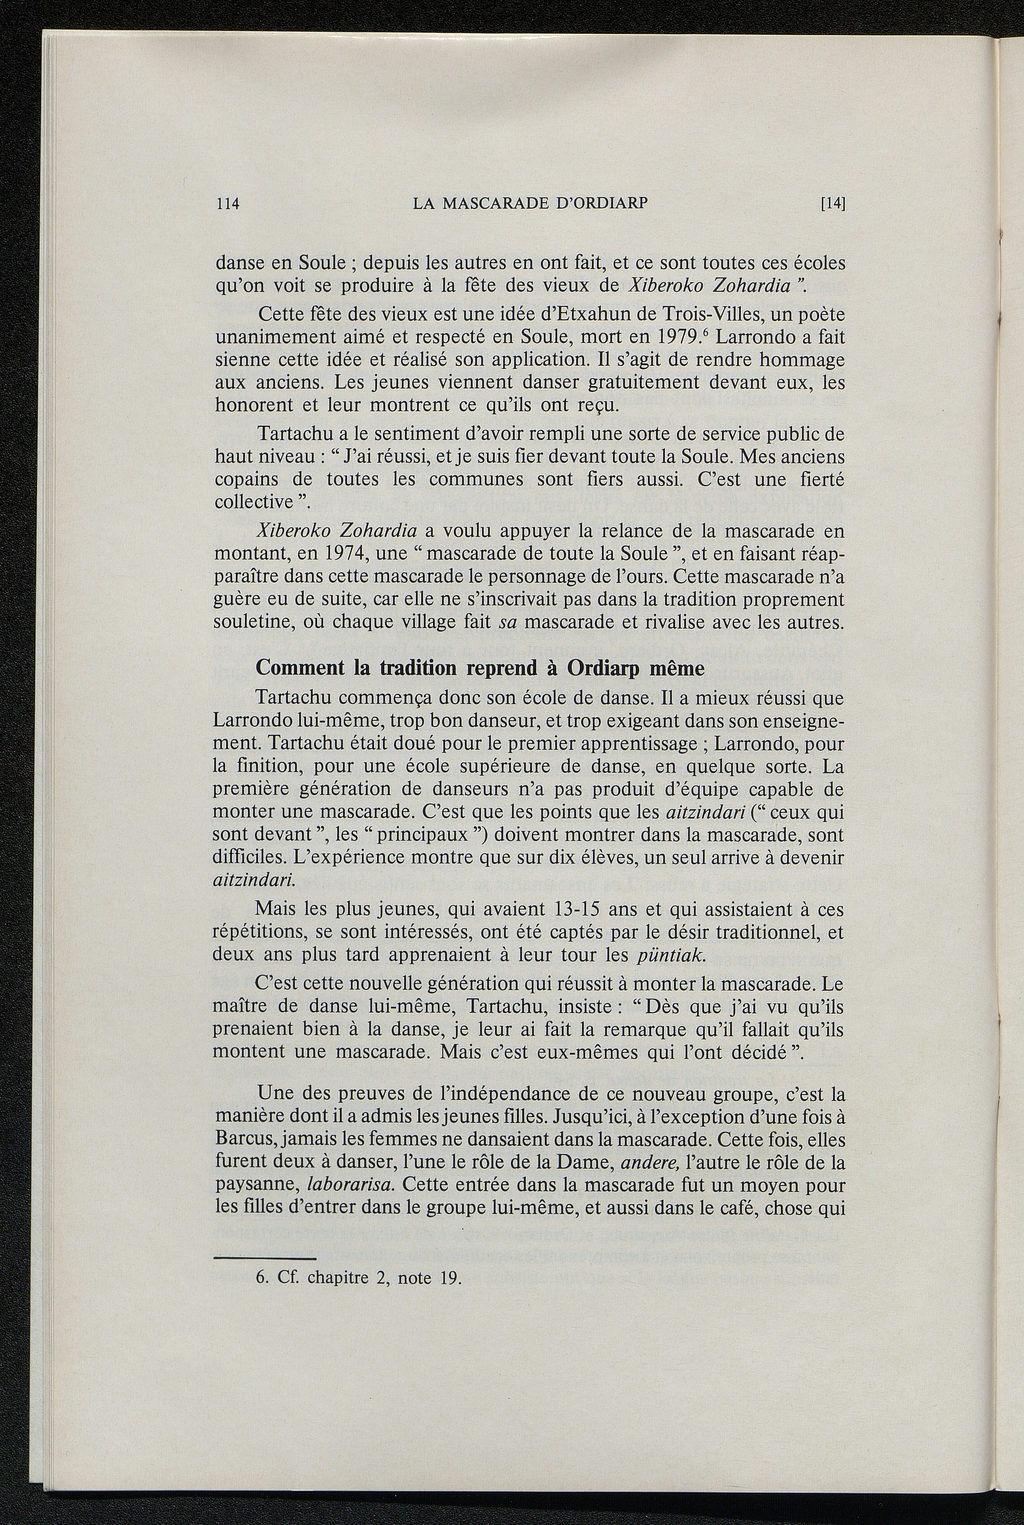 114 LA MASCARADE D'ORDIARP [14]
danse en Soule ; depuis les autres en ont fait, et ce sont toutes ces écoles
qu'on voit se produire à la fête des vieux de Xiberoko Zohardia ”.
Cette fête des vieux est une idée d'Etxahun de Trois-Villes, un poète
unanimement aimé et respecté en Soule, mort en 1979.⁶ Larrondo a fait
sienne cette idée et réalisé son application. Il s'agit de rendre hommage
aux anciens. Les jeunes viennent danser gratuitement devant eux, les
honorent et leur montrent ce qu'ils ont reçu.
Tartachu a le sentiment d'avoir rempli une sorte de service public de
haut niveau : “ J'ai réussi, et je suis fier devant toute la Soule. Mes anciens
copains de toutes les communes sont fiers aussi. C'est une fierté
collective ”.
Xiberoko Zohardia a voulu appuyer la relance de la mascarade en
montant, en 1974, une “ mascarade de toute la Soule ”, et en faisant réap-
paraître dans cette mascarade le personnage de l'ours. Cette mascarade n'a
guère eu de suite, car elle ne s'inscrivait pas dans la tradition proprement
souletine, où chaque village fait sa mascarade et rivalise avec les autres.
Comment la tradition reprend à Ordiarp même
Tartachu commença donc son école de danse. Il a mieux réussi que
Larrondo lui-même, trop bon danseur, et trop exigeant dans son enseigne-
ment. Tartachu était doué pour le premier apprentissage ; Larrondo, pour
la finition, pour une école supérieure de danse, en quelque sorte. La
première génération de danseurs n'a pas produit d'équipe capable de
monter une mascarade. C'est que les points que les aitzindari (“ ceux qui
sont devant ”, les “ principaux ”) doivent montrer dans la mascarade, sont
difficiles. L'expérience montre que sur dix élèves, un seul arrive à devenir
aitzindari.
Mais les plus jeunes, qui avaient 13-15 ans et qui assistaient à ces
répétitions, se sont intéressés, ont été captés par le désir traditionnel, et
deux ans plus tard apprenaient à leur tour les püntiak.
C'est cette nouvelle génération qui réussit à monter la mascarade. Le
maître de danse lui-même, Tartachu, insiste : “ Dès que j'ai vu qu'ils
prenaient bien à la danse, je leur ai fait la remarque qu'il fallait qu'ils
montent une mascarade. Mais c'est eux-mêmes qui l'ont décidé ”.
Une des preuves de l'indépendance de ce nouveau groupe, c'est la
manière dont il a admis les jeunes filles. Jusqu'ici, à l'exception d'une fois à
Barcus, jamais les femmes ne dansaient dans la mascarade. Cette fois, elles
furent deux à danser, l'une le rôle de la Dame, andere, l'autre le rôle de la
paysanne, laborarisa. Cette entrée dans la mascarade fut un moyen pour
les filles d'entrer dans le groupe lui-même, et aussi dans le café, chose qui
6. Cf. chapitre 2, note 19.